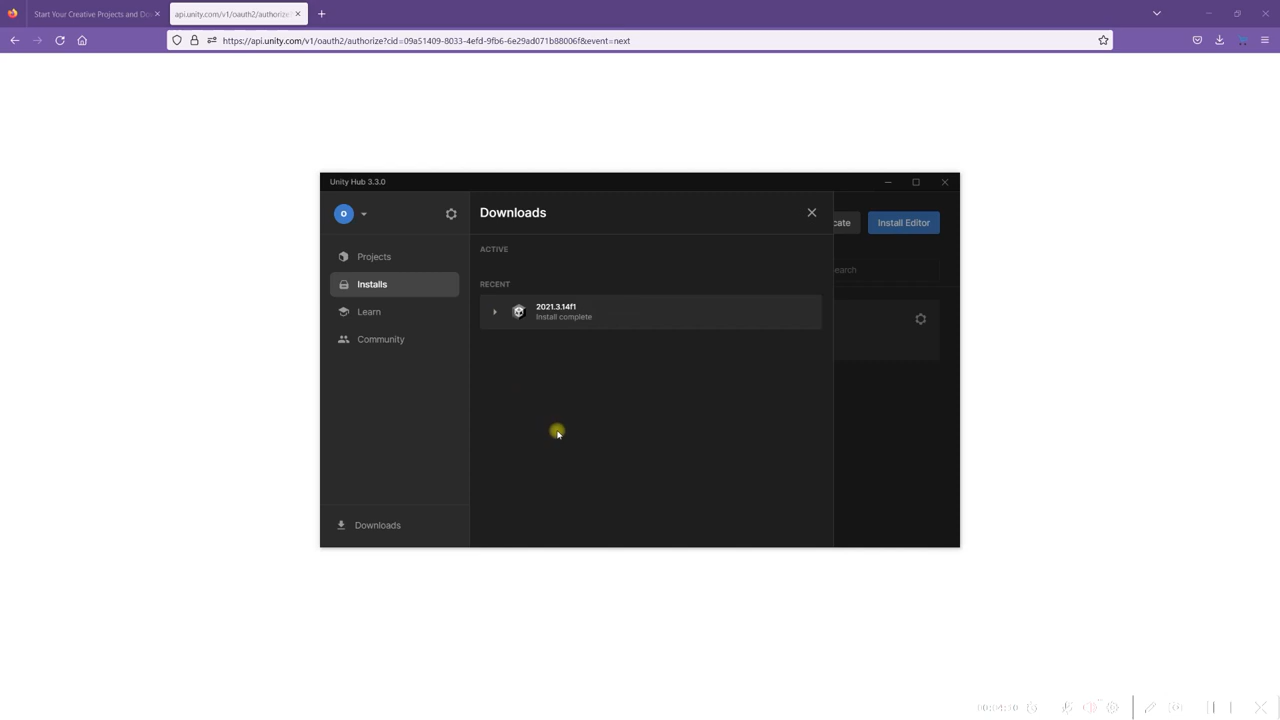 Start Your Creative Projects and Do
api.unity.com/v1/oauth2/authorize
https://api.unity.com/v1/oauth2/authorize?cid=09a51409-8033-4efd-9fb6-6e29ad071b88006f&event=next
Unity Hub 3.3.0
O
Downloads
cate
Install Editor
ACTIVE
Projects
earch
Installs
RECENT
2021.3.14f1
Install complete
Learn
Community
Downloads